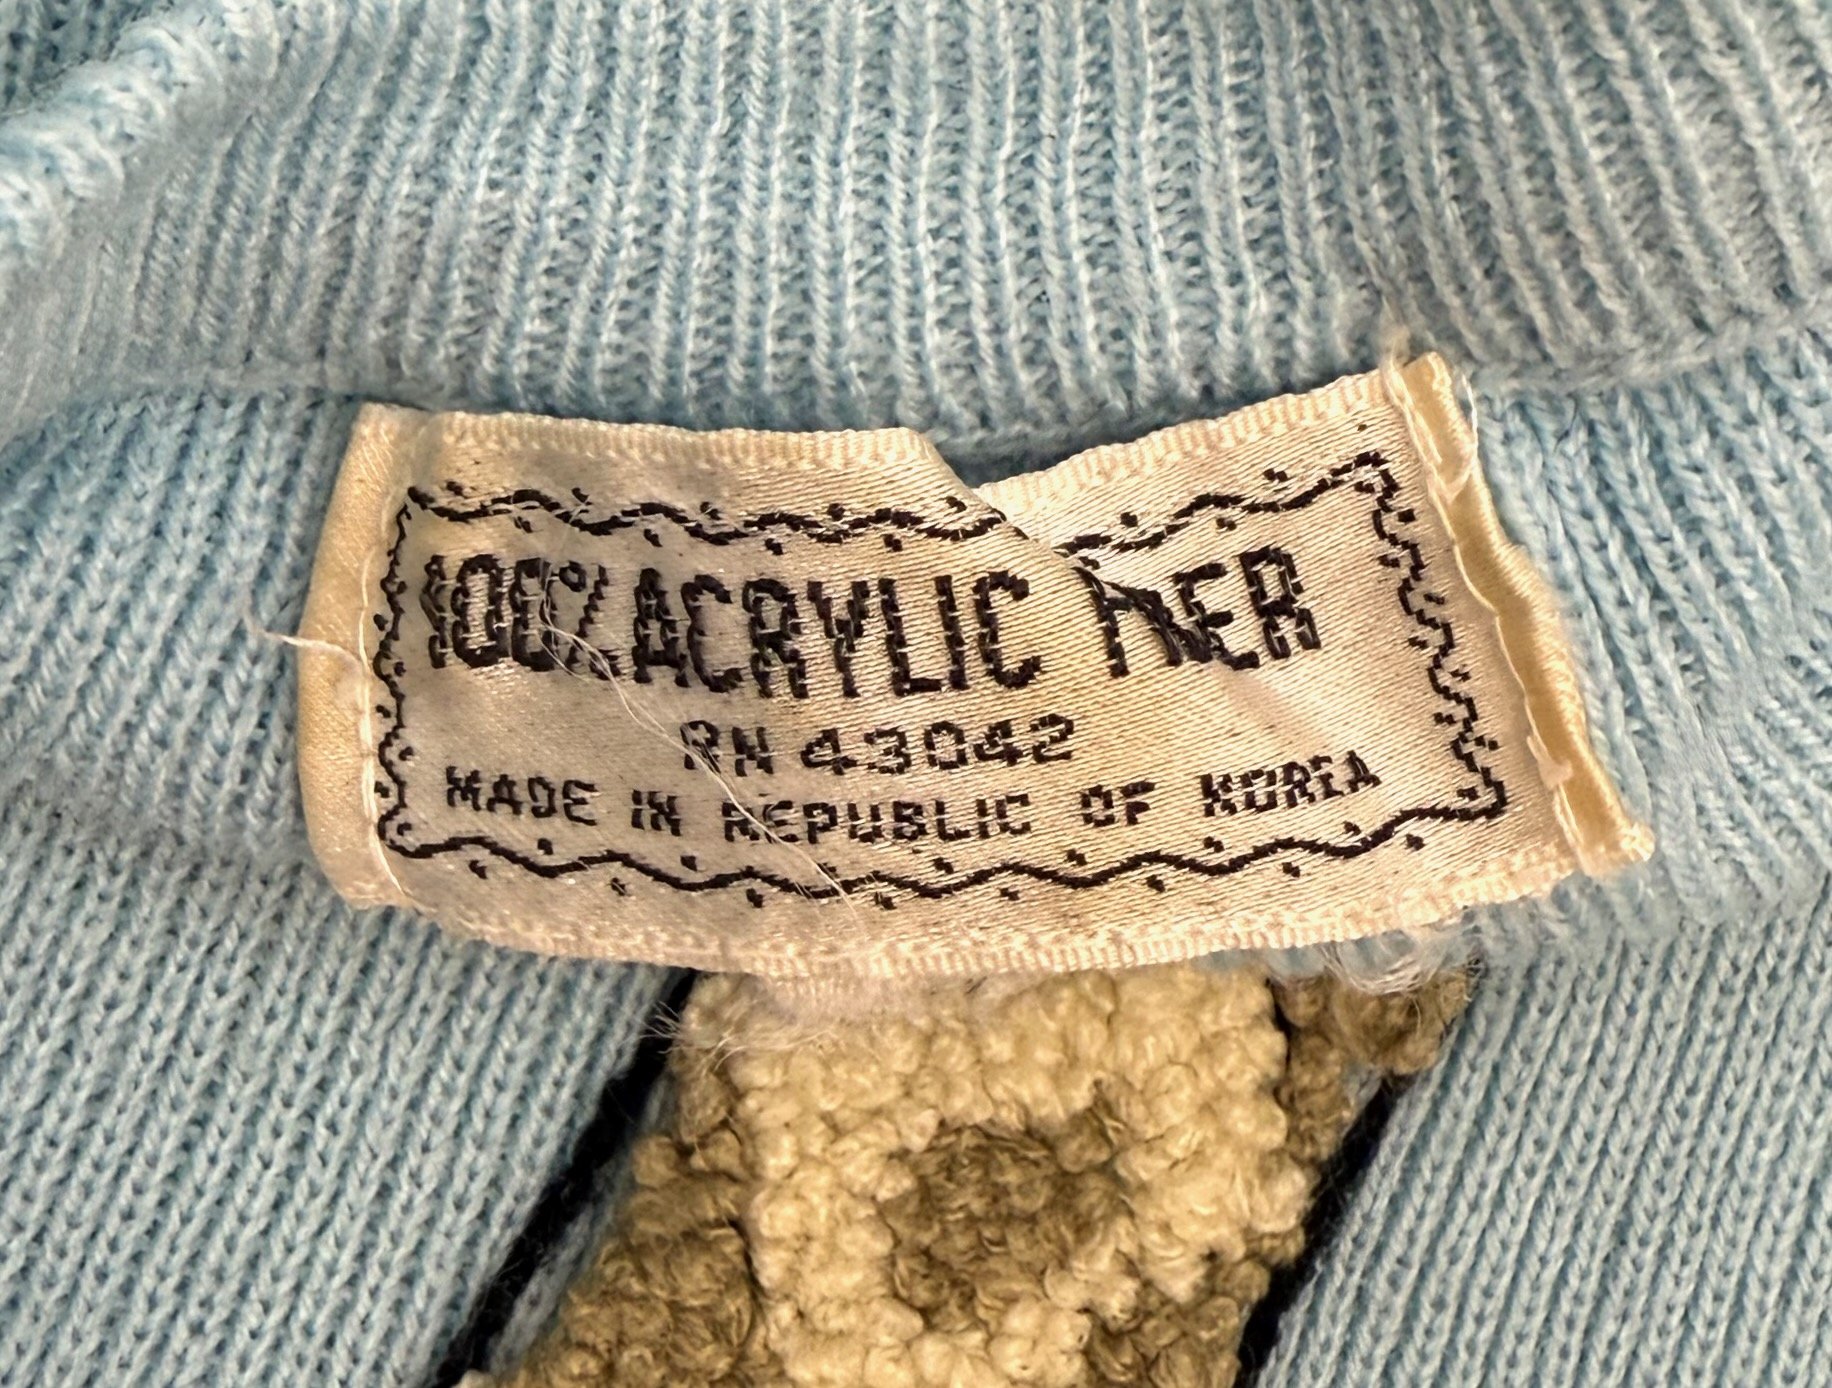 100% ACRYLIC FIBER
RN 43042
MADE IN REPUBLIC OF KOREA